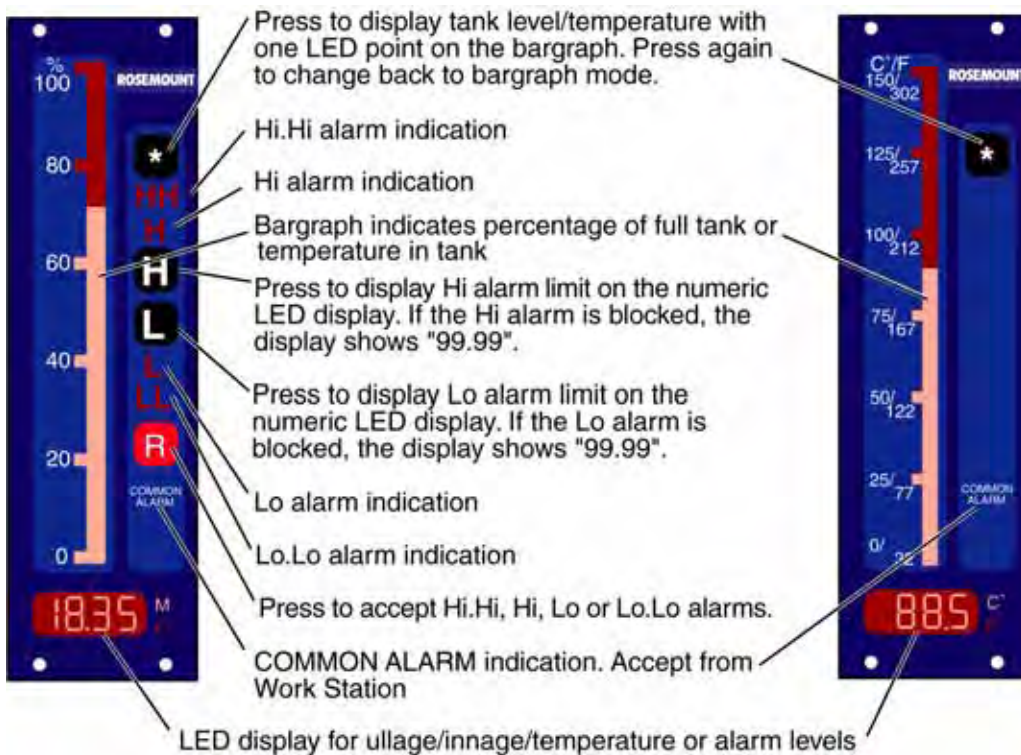 Press to display tank level/temperature with
one LED point on the bargraph. Press again
to change back to bargraph mode.
Hi.Hi alarm indication
Hi alarm indication
Bargraph indicates percentage of full tank or
temperature in tank
Press to display Hi alarm limit on the numeric
LED display. If the Hi alarm is blocked, the
display shows "99.99".
Press to display Lo alarm limit on the
numeric LED display. If the Lo alarm is
blocked, the display shows "99.99".
Lo alarm indication
Lo.Lo alarm indication
Press to accept Hi.Hi, Hi, Lo or Lo.Lo alarms.
COMMON ALARM indication. Accept from
Work Station
LED display for ullage/innage/temperature or alarm levels
%
100
80
60
40
20
0
ROSEMOUNT
*
HH
H
H
L
L
LL
R
COMMON
ALARM
18.35 M
C°/F
150/
302
125/
257
100/
212
75/
167
50/
122
25/
77
0/
32
ROSEMOUNT
*
COMMON
ALARM
88.5 C°